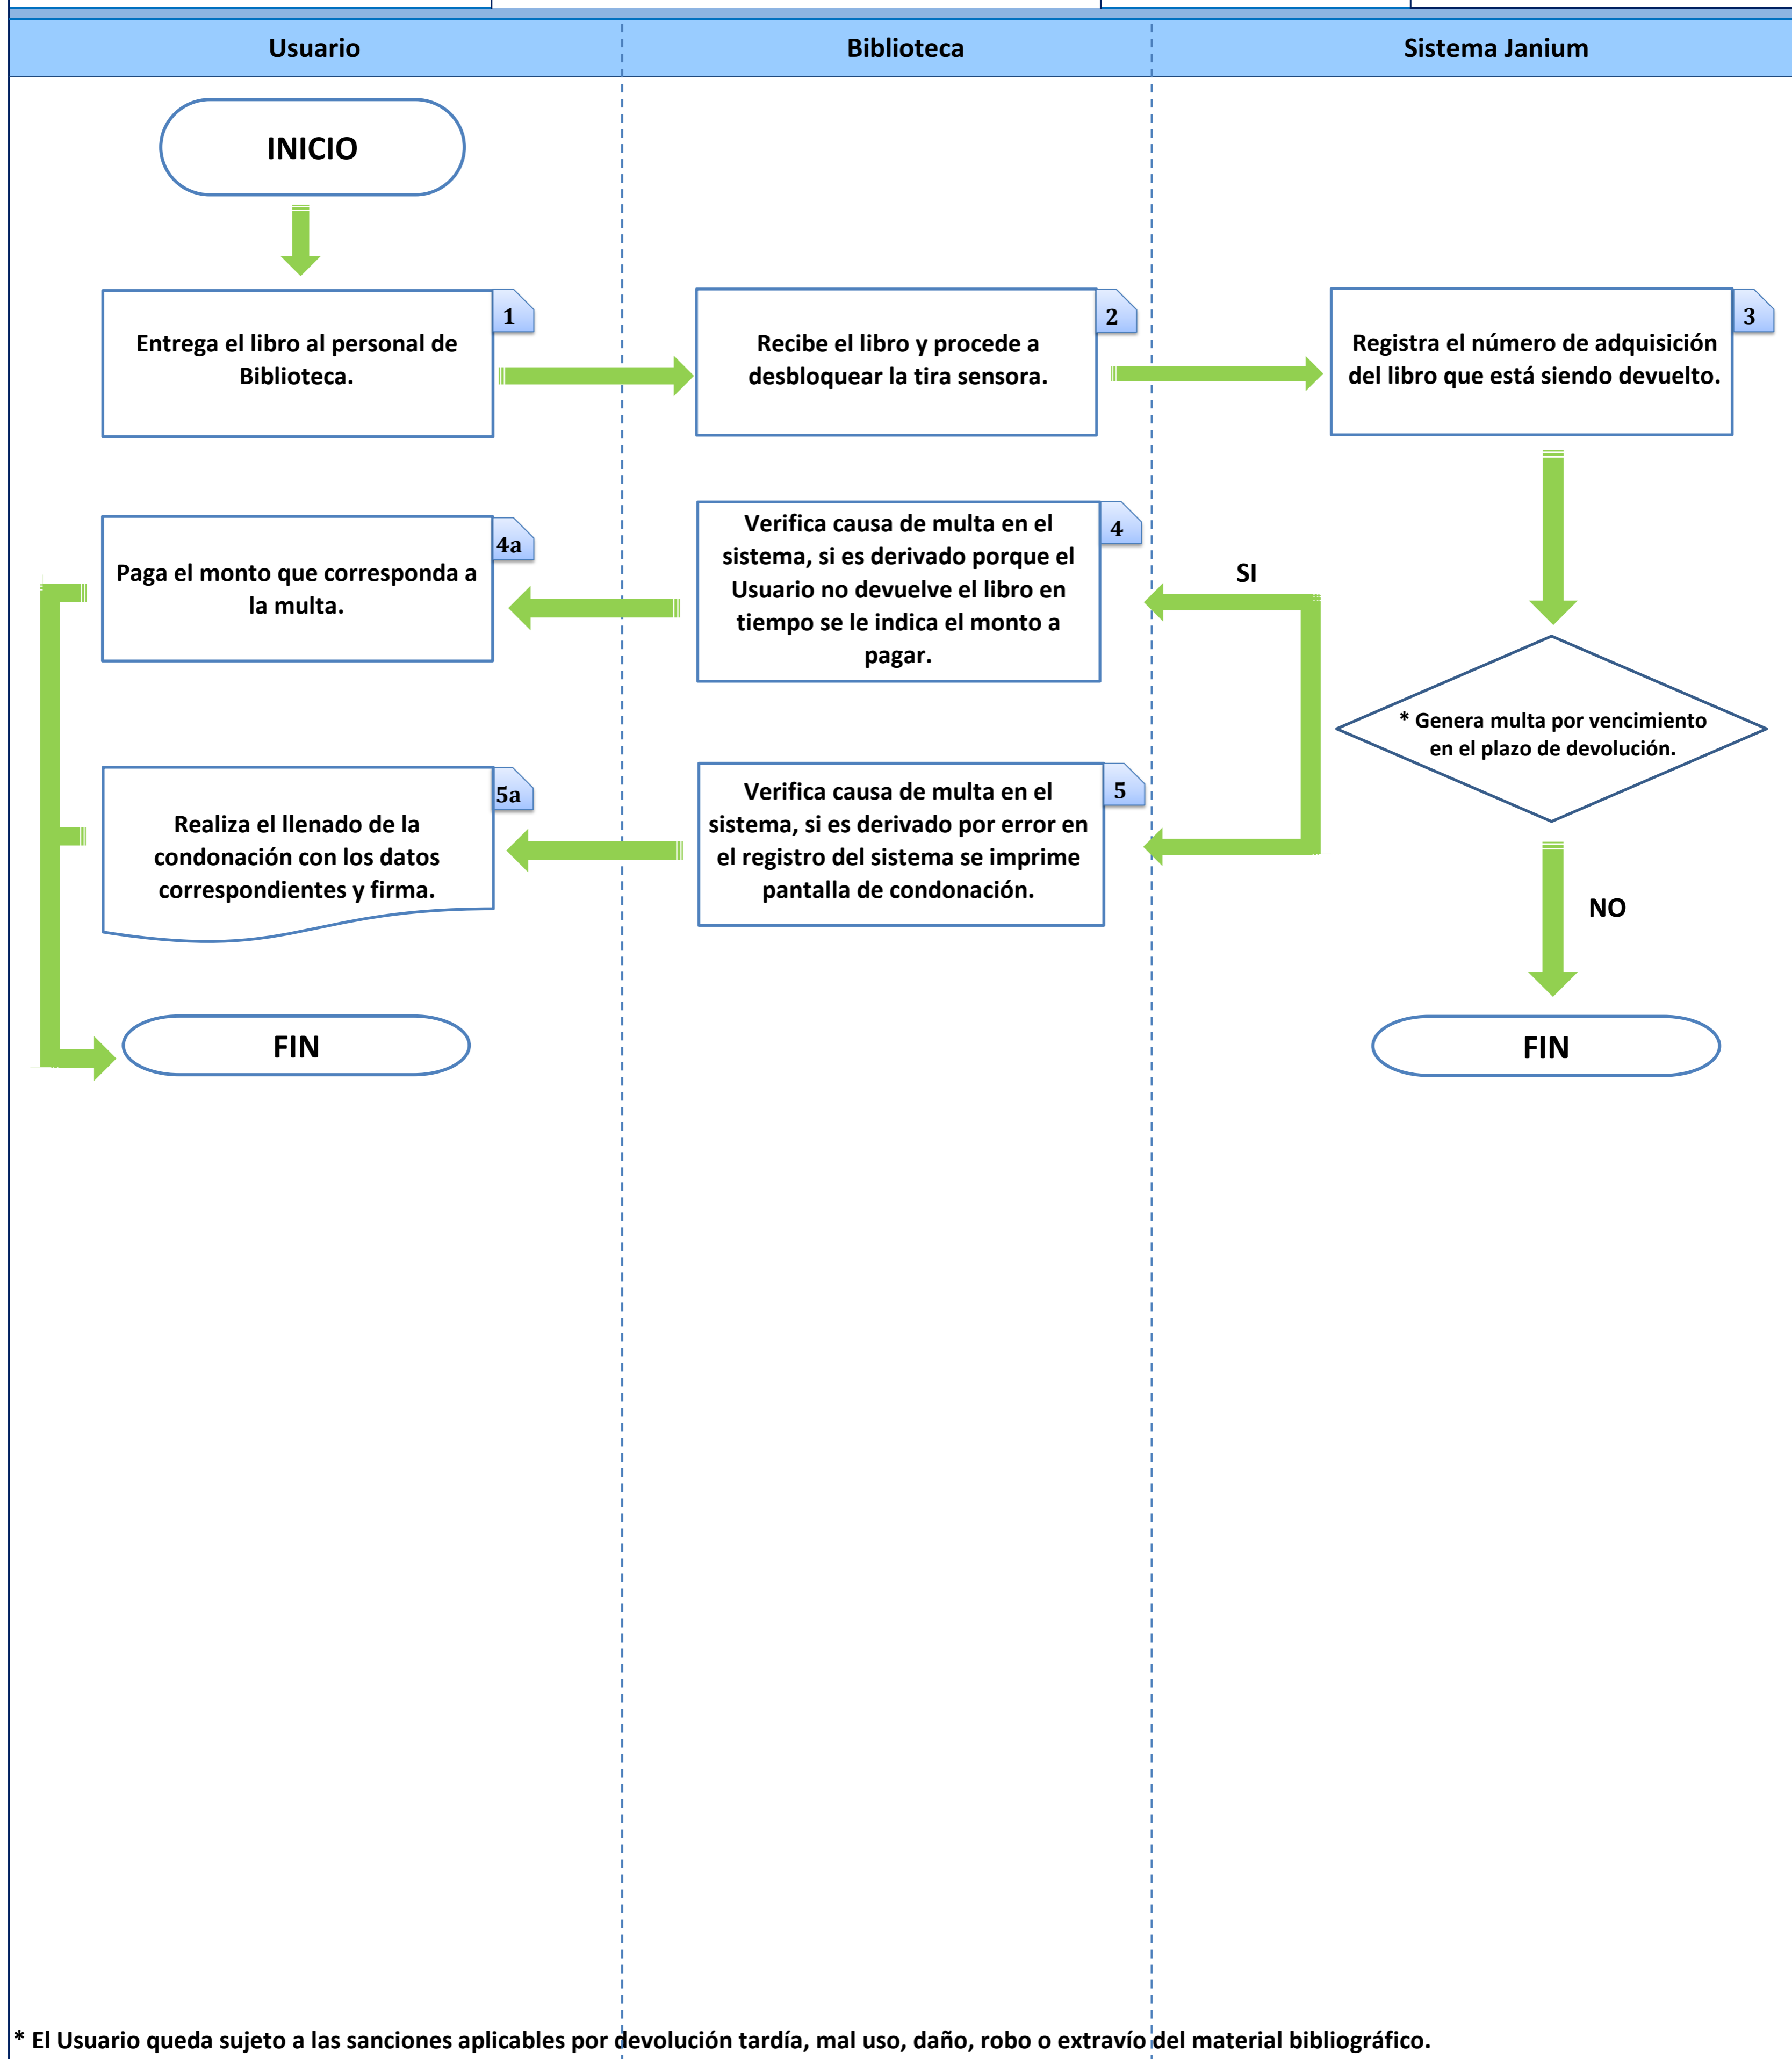 Usuario
Biblioteca
Sistema Janium
INICIO
1
Entrega el libro al personal de
Biblioteca.
2
Recibe el libro y procede a
desbloquear la tira sensora.
3
Registra el número de adquisición
del libro que está siendo devuelto.
4a
Paga el monto que corresponda a
la multa.
4
Verifica causa de multa en el
sistema, si es derivado porque el
Usuario no devuelve el libro en
tiempo se le indica el monto a
pagar.
SI
* Genera multa por vencimiento
en el plazo de devolución.
5a
Realiza el llenado de la
condonación con los datos
correspondientes y firma.
5
Verifica causa de multa en el
sistema, si es derivado por error en
el registro del sistema se imprime
pantalla de condonación.
NO
FIN
FIN
* El Usuario queda sujeto a las sanciones aplicables por devolución tardía, mal uso, daño, robo o extravío del material bibliográfico.